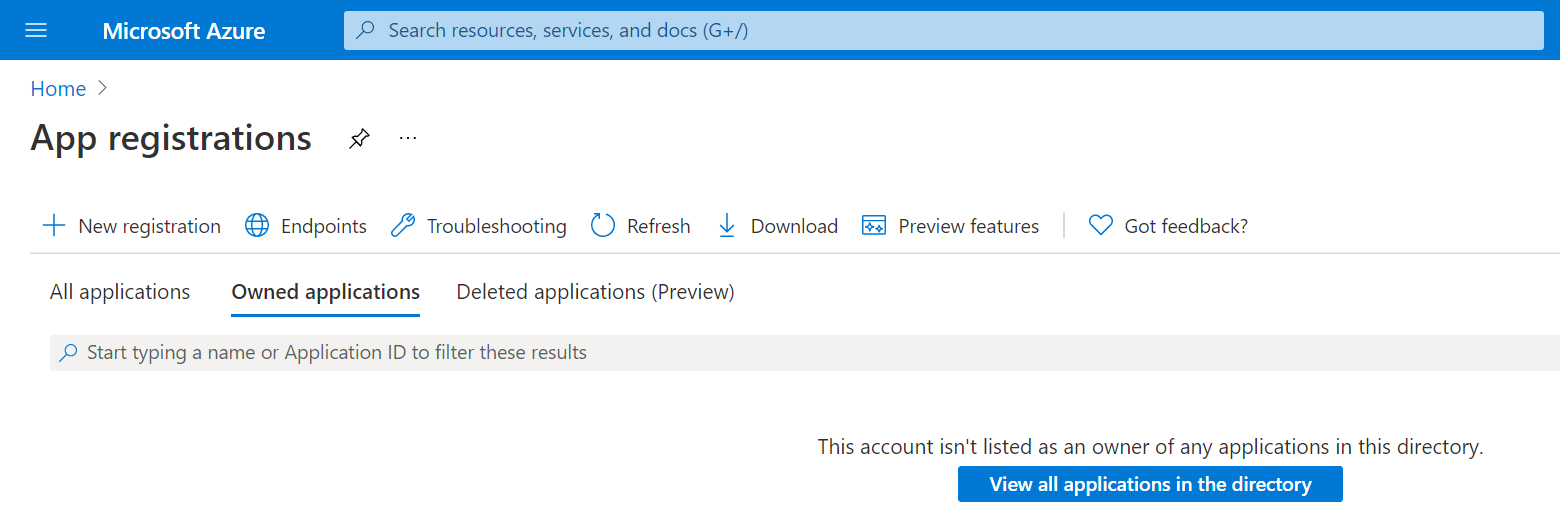 Microsoft Azure
Search resources, services, and docs (G+/)
Home
App registrations
New registration Endpoints Troubleshooting Refresh Download Preview features Got feedback?
All applications Owned applications Deleted applications (Preview)
Start typing a name or Application ID to filter these results
This account isn't listed as an owner of any applications in this directory.
View all applications in the directory